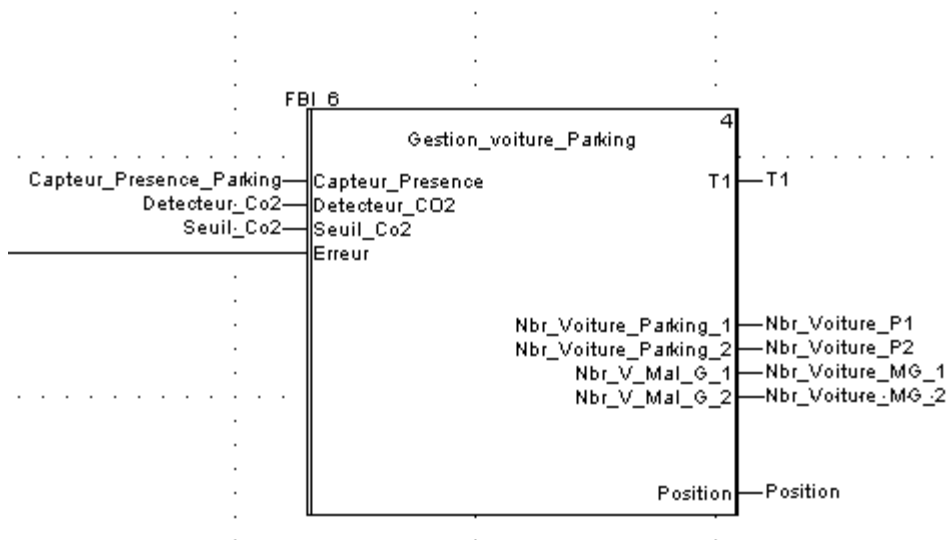 FBI_6
4
Gestion_voiture_Parking
Capteur_Presence_Parking Capteur_Presence T1 T1
Detecteur_Co2 Detecteur_CO2
Seuil_Co2 Seuil_Co2
Erreur
Nbr_Voiture_Parking_1 Nbr_Voiture_P1
Nbr_Voiture_Parking_2 Nbr_Voiture_P2
Nbr_V_Mal_G_1 Nbr_Voiture_MG_1
Nbr_V_Mal_G_2 Nbr_Voiture_MG_2
Position Position